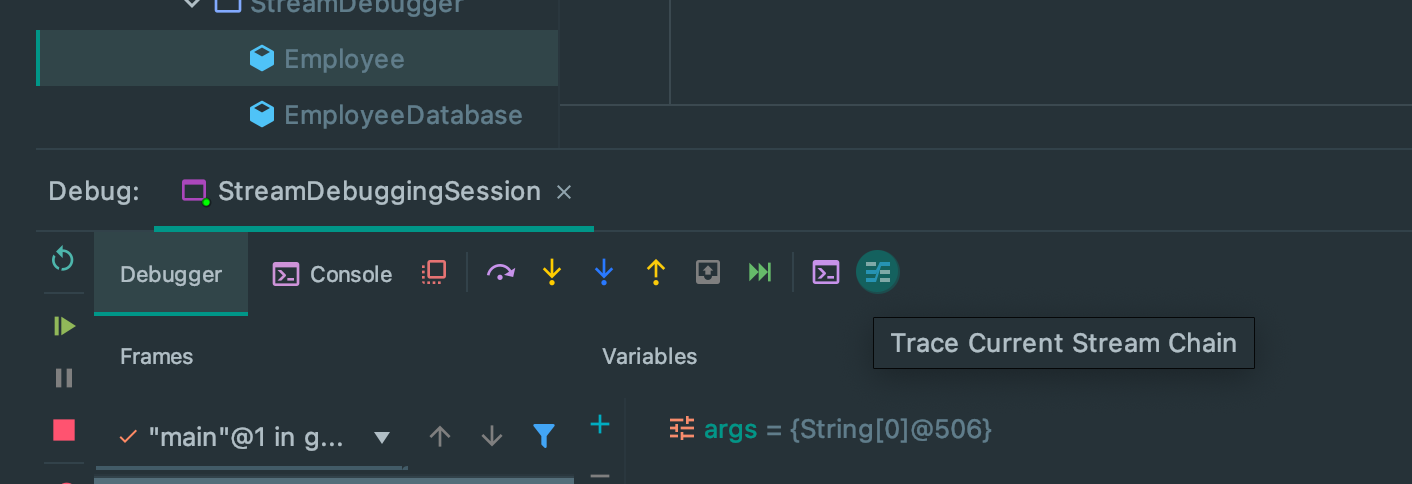 StreamDebugger
Employee
EmployeeDatabase
Debug: StreamDebuggingSession ×
Debugger Console
Trace Current Stream Chain
Frames Variables
"main"@1 in g...
args = {String[0]@506}